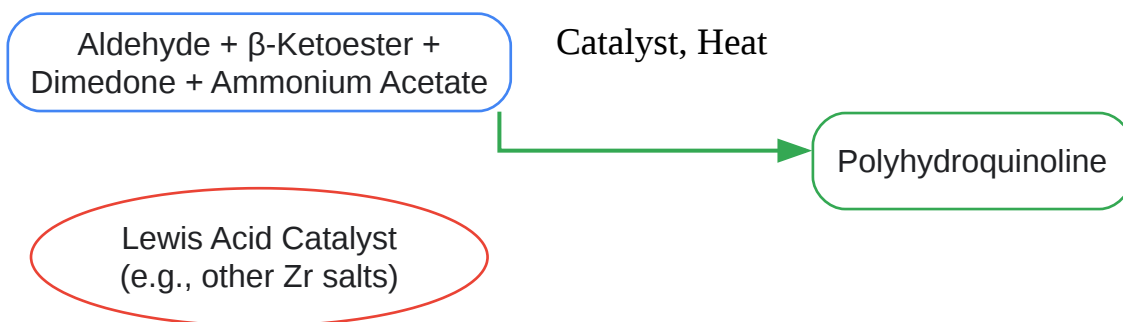 Aldehyde + β-Ketoester +
Dimedone + Ammonium Acetate
Catalyst, Heat
Polyhydroquinoline
Lewis Acid Catalyst
(e.g., other Zr salts)